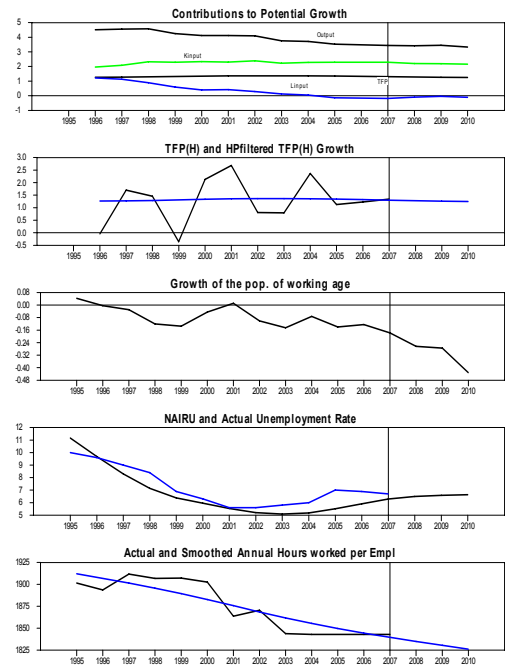 Contributions to Potential Growth
5
4
3
2
1
0
-1
Output
Kinput
TFP
Linput
1995 1996 1997 1998 1999 2000 2001 2002 2003 2004 2005 2006 2007 2008 2009 2010
TFP(H) and HPfiltered TFP(H) Growth
3.0
2.5
2.0
1.5
1.0
0.5
0.0
-0.5
1995 1996 1997 1998 1999 2000 2001 2002 2003 2004 2005 2006 2007 2008 2009 2010
Growth of the pop. of working age
0.08
0.00
-0.08
-0.16
-0.24
-0.32
-0.40
-0.48
1995 1996 1997 1998 1999 2000 2001 2002 2003 2004 2005 2006 2007 2008 2009 2010
NAIRU and Actual Unemployment Rate
12
11
10
9
8
7
6
5
1995 1996 1997 1998 1999 2000 2001 2002 2003 2004 2005 2006 2007 2008 2009 2010
Actual and Smoothed Annual Hours worked per Empl
1925
1900
1875
1850
1825
1995 1996 1997 1998 1999 2000 2001 2002 2003 2004 2005 2006 2007 2008 2009 2010